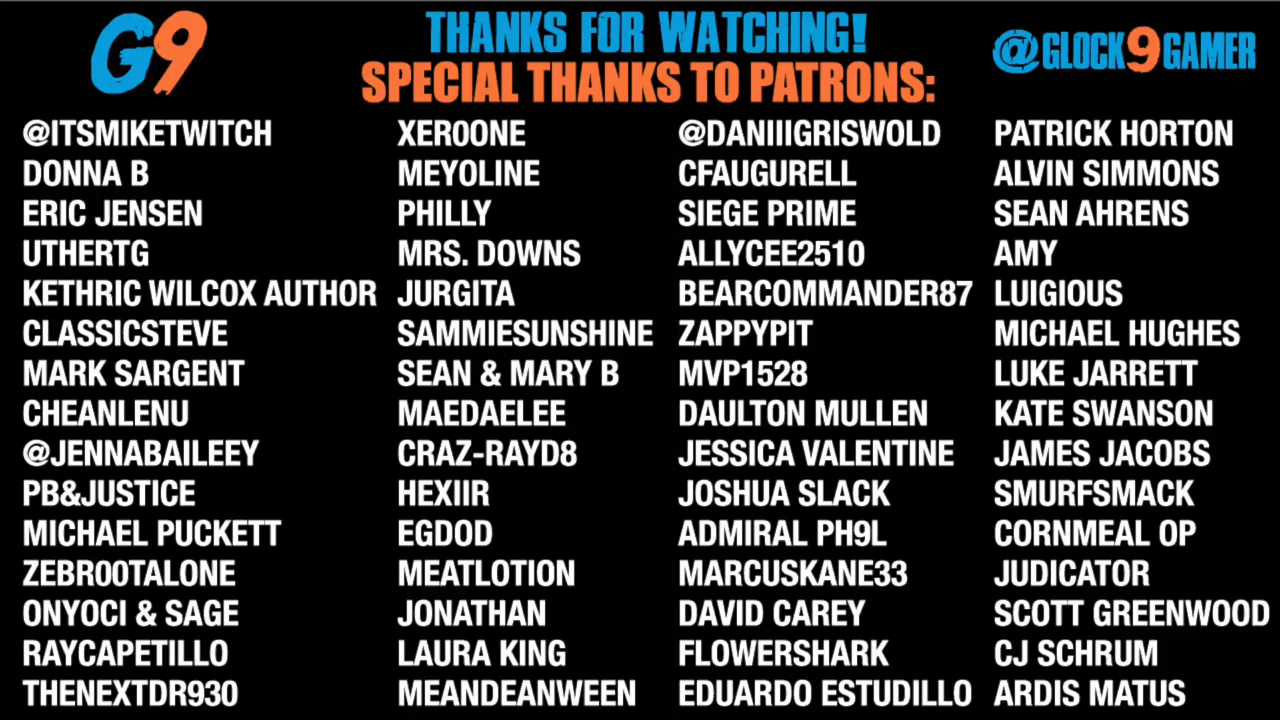 G9
THANKS FOR WATCHING!
SPECIAL THANKS TO PATRONS:
@GLOCK9GAMER
@ITSMIKETWITCH
DONNA B
ERIC JENSEN
UTHERTG
KETHRIC WILCOX AUTHOR
CLASSICSTEVE
MARK SARGENT
CHEANLENU
@JENNABAILEEY
PB&JUSTICE
MICHAEL PUCKETT
ZEBR00TALONE
ONYOCI & SAGE
RAYCAPETILLO
THENEXTDR930
XER0ONE
MEYOLINE
PHILLY
MRS. DOWNS
JURGITA
SAMMIESUNSHINE
SEAN & MARY B
MAEDAELEE
CRAZ-RAYD8
HEXIIR
EGDOD
MEATLOTION
JONATHAN
LAURA KING
MEANDEANWEEN
@DANIIIGRISWOLD
CFAUGURELL
SIEGE PRIME
ALLYCEE2510
BEARCOMMANDER87
ZAPPYPIT
MVP1528
DAULTON MULLEN
JESSICA VALENTINE
JOSHUA SLACK
ADMIRAL PH9L
MARCUSKANE33
DAVID CAREY
FLOWERSHARK
EDUARDO ESTUDILLO
PATRICK HORTON
ALVIN SIMMONS
SEAN AHRENS
AMY
LUIGIOUS
MICHAEL HUGHES
LUKE JARRETT
KATE SWANSON
JAMES JACOBS
SMURFSMACK
CORNMEAL OP
JUDICATOR
SCOTT GREENWOOD
CJ SCHRUM
ARDIS MATUS